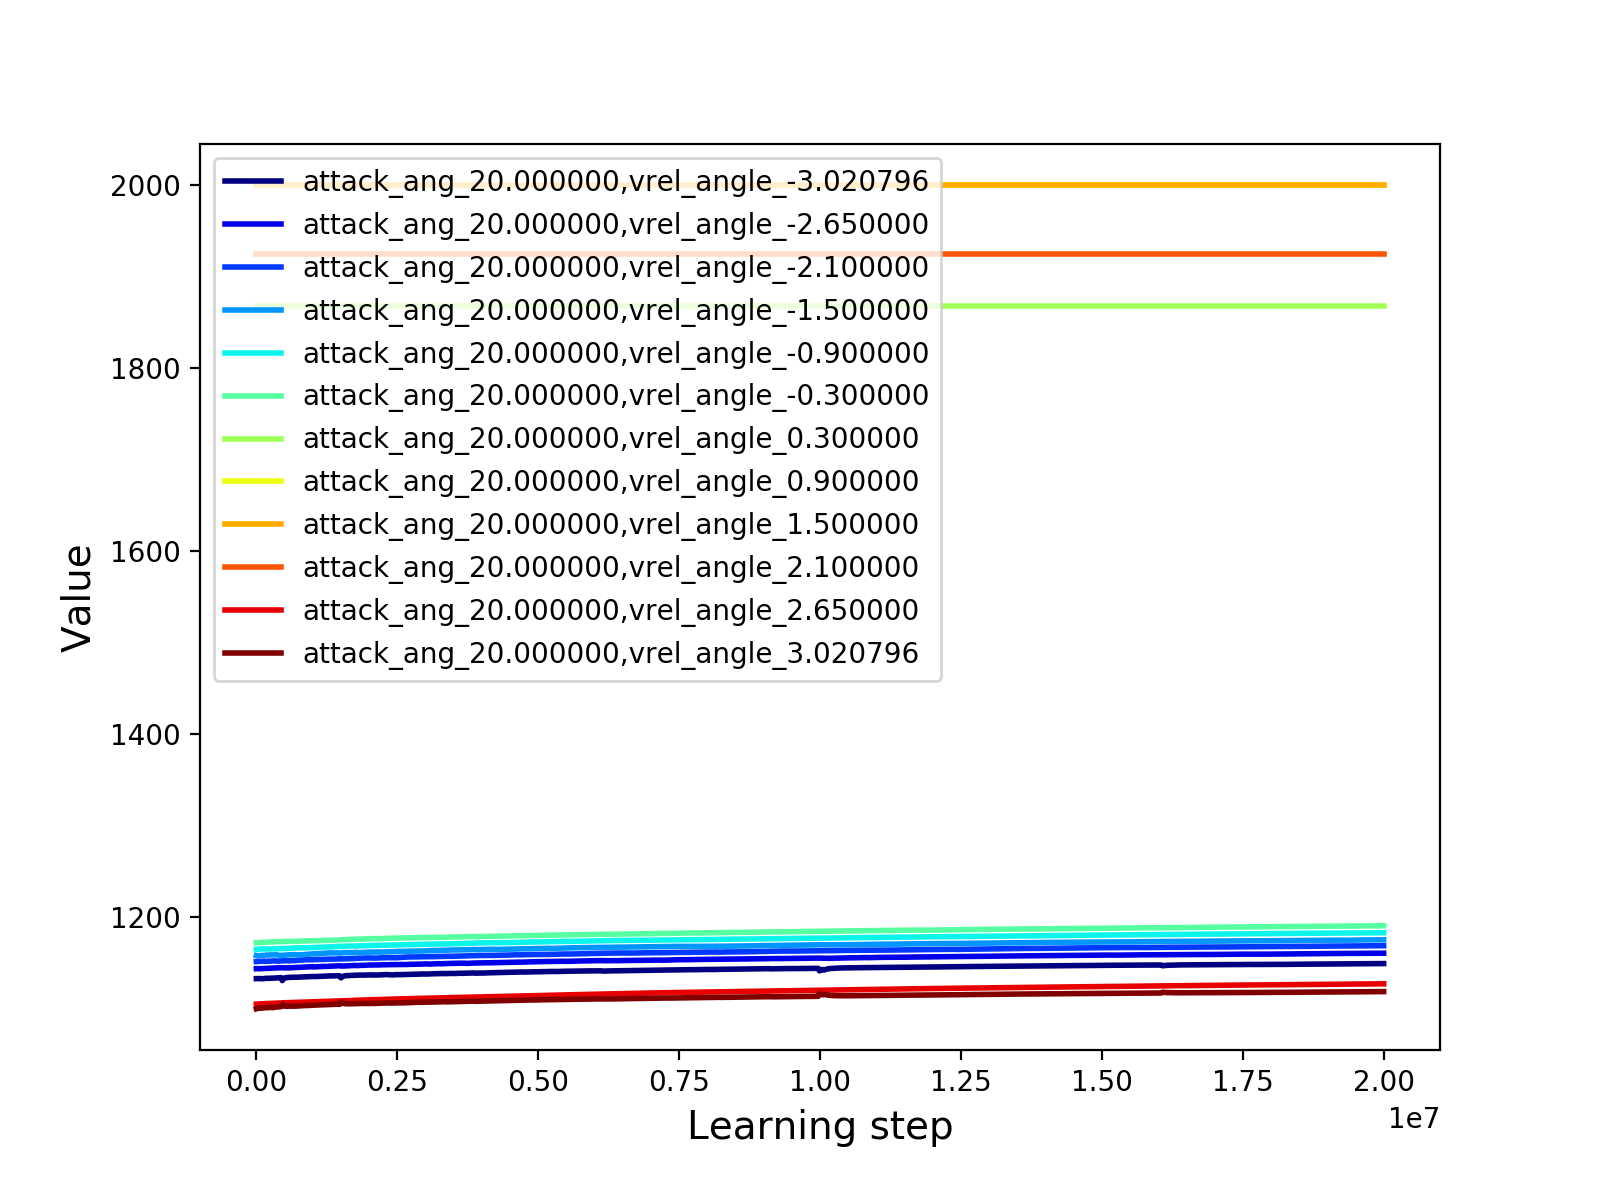 2000
1800
1600
1400
1200
Value
attack_ang_20.000000,vrel_angle_-3.020796
attack_ang_20.000000,vrel_angle_-2.650000
attack_ang_20.000000,vrel_angle_-2.100000
attack_ang_20.000000,vrel_angle_-1.500000
attack_ang_20.000000,vrel_angle_-0.900000
attack_ang_20.000000,vrel_angle_-0.300000
attack_ang_20.000000,vrel_angle_0.300000
attack_ang_20.000000,vrel_angle_0.900000
attack_ang_20.000000,vrel_angle_1.500000
attack_ang_20.000000,vrel_angle_2.100000
attack_ang_20.000000,vrel_angle_2.650000
attack_ang_20.000000,vrel_angle_3.020796
0.00 0.25 0.50 0.75 1.00 1.25 1.50 1.75 2.00
1e7
Learning step